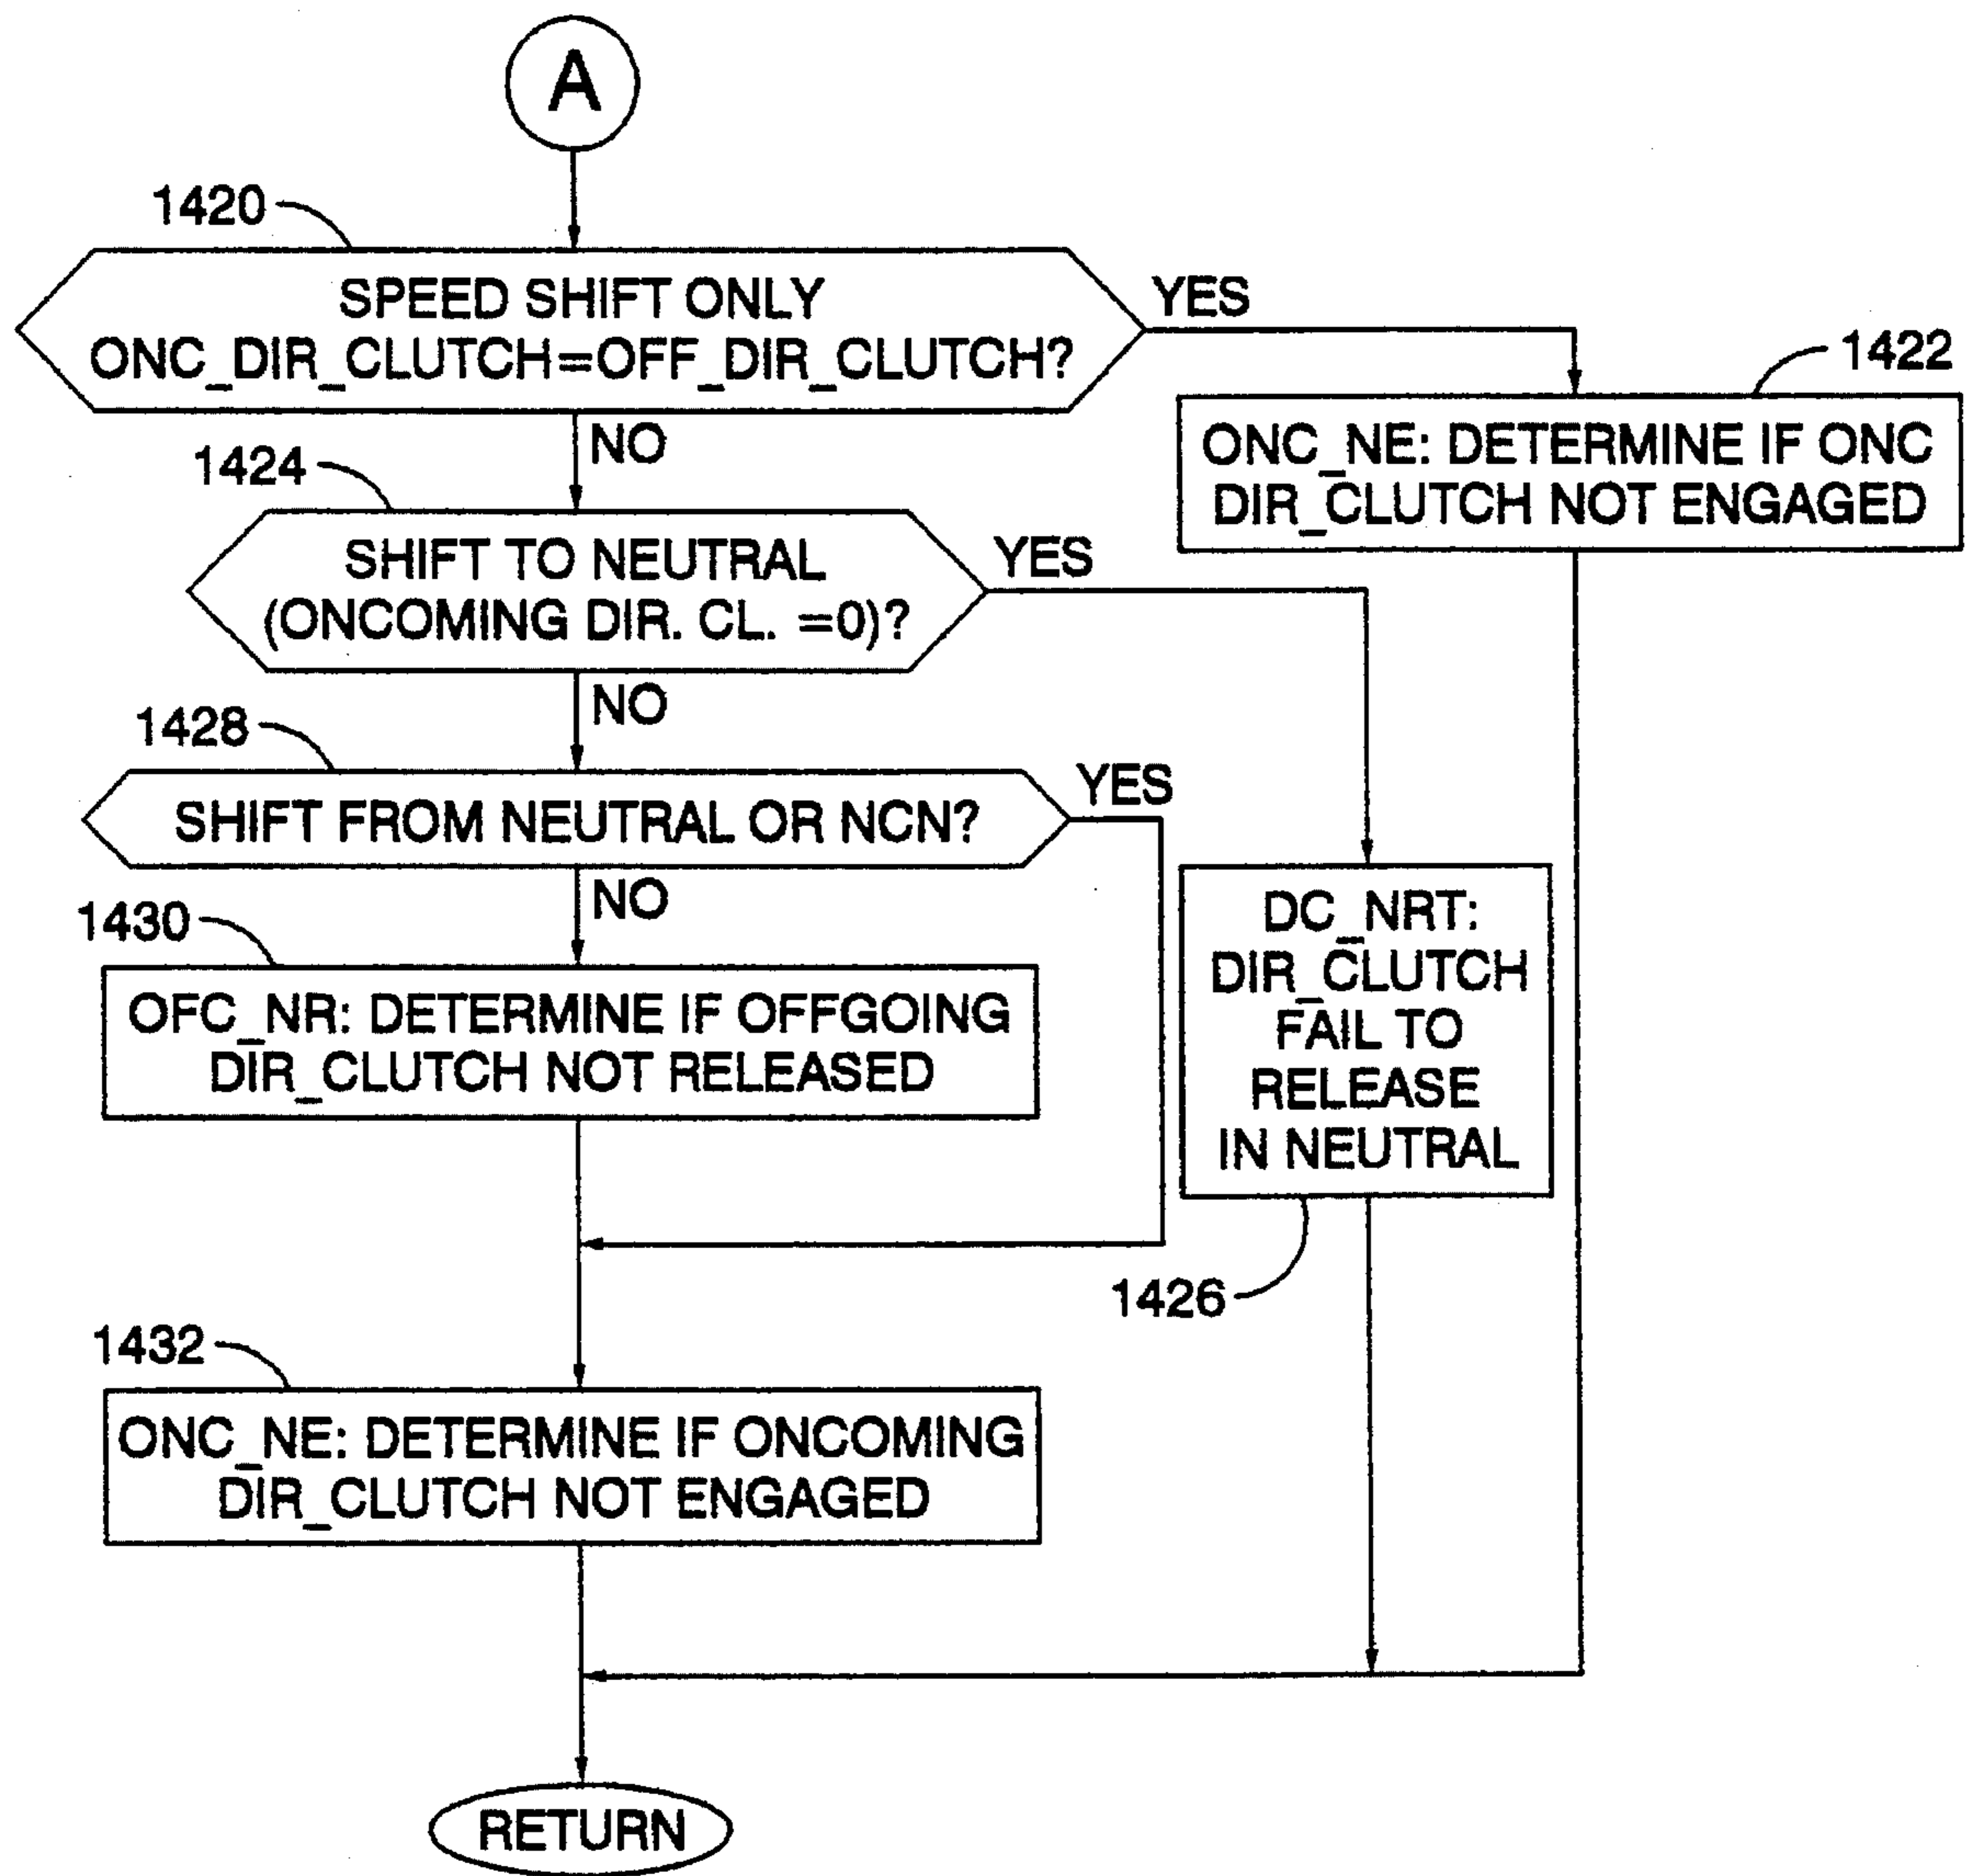 A
1420
SPEED SHIFT ONLY
ONC_DIR_CLUTCH=OFF_DIR_CLUTCH?
YES
1422
ONC_NE: DETERMINE IF ONC
DIR_CLUTCH NOT ENGAGED
NO
1424
SHIFT TO NEUTRAL
(ONCOMING DIR. CL. =0)?
YES
NO
1428
SHIFT FROM NEUTRAL OR NCN?
YES
NO
1430
OFC_NR: DETERMINE IF OFFGOING
DIR_CLUTCH NOT RELEASED
DC_NRT:
DIR_CLUTCH
FAIL TO
RELEASE
IN NEUTRAL
1426
1432
ONC_NE: DETERMINE IF ONCOMING
DIR_CLUTCH NOT ENGAGED
RETURN